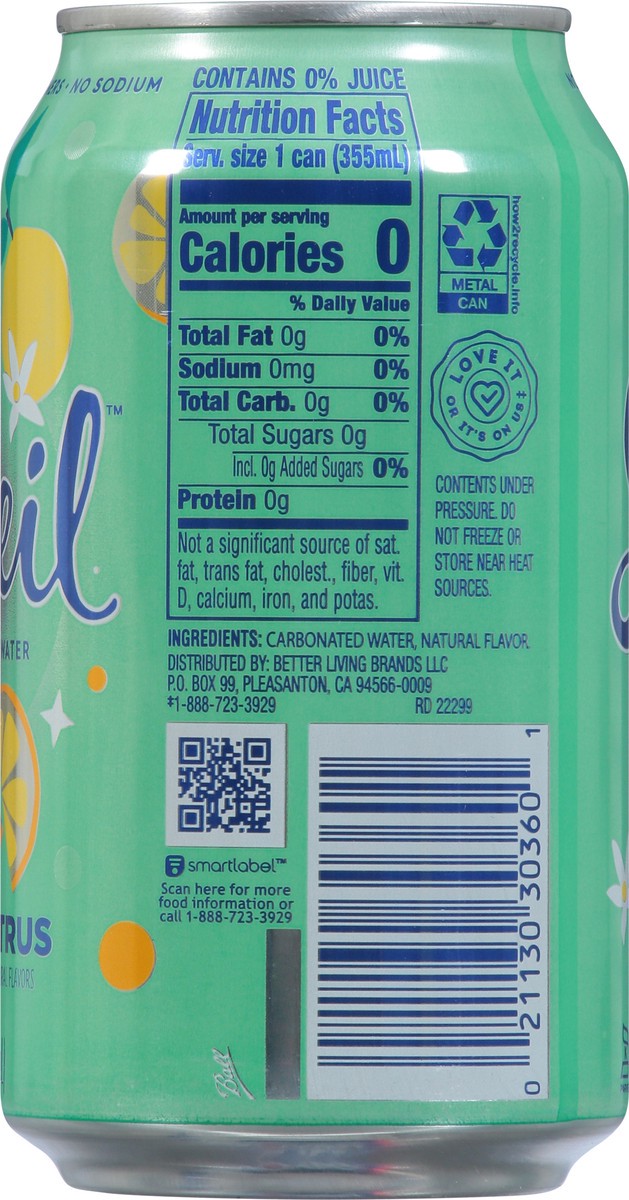 • NO SODIUM
CONTAINS 0% JUICE
Nutrition Facts
Serv. size 1 can (355mL)
Amount per serving
Calories 0
% Daily Value
Total Fat 0g 0%
Sodium 0mg 0%
Total Carb. 0g 0%
Total Sugars 0g
Incl. 0g Added Sugars 0%
Protein 0g
Not a significant source of sat.
fat, trans fat, cholest., fiber, vit.
D, calcium, iron, and potas.
how2recycle.info
METAL
CAN
LOVE IT
OR IT'S ON US‡
CONTENTS UNDER
PRESSURE. DO
NOT FREEZE OR
STORE NEAR HEAT
SOURCES.
INGREDIENTS: CARBONATED WATER, NATURAL FLAVOR.
DISTRIBUTED BY: BETTER LIVING BRANDS LLC
P.O. BOX 99, PLEASANTON, CA 94566-0009
‡1-888-723-3929 RD 22299
smartlabel™
Scan here for more
food information or
call 1-888-723-3929
0 21130 30360 1
Ball
eil™
WATER
TRUS
FLAVORS